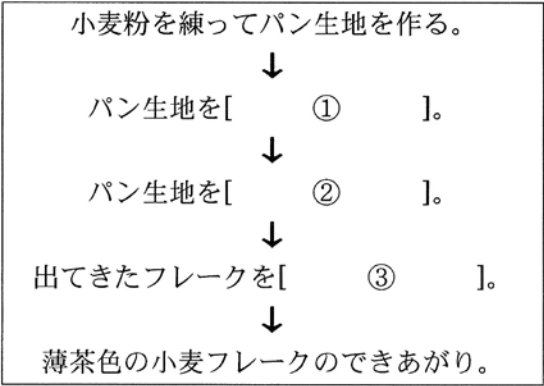 小麦粉を練ってパン生地を作る。
↓
パン生地を[　　①　　]。
↓
パン生地を[　　②　　]。
↓
出てきたフレークを[　　③　　]。
↓
薄茶色の小麦フレークのできあがり。